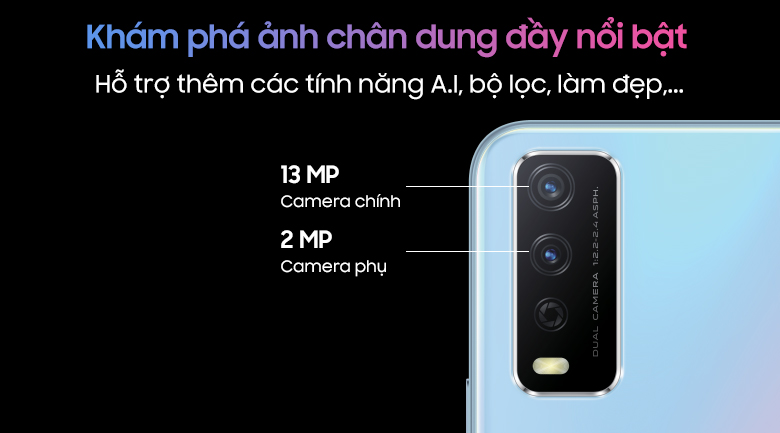 Khám phá ảnh chân dung đầy nổi bật
Hỗ trợ thêm các tính năng A.I, bộ lọc, làm đẹp,...
13 MP
Camera chính
2 MP
Camera phụ
DUAL CAMERA 1:2.2-2.4 ASPH.